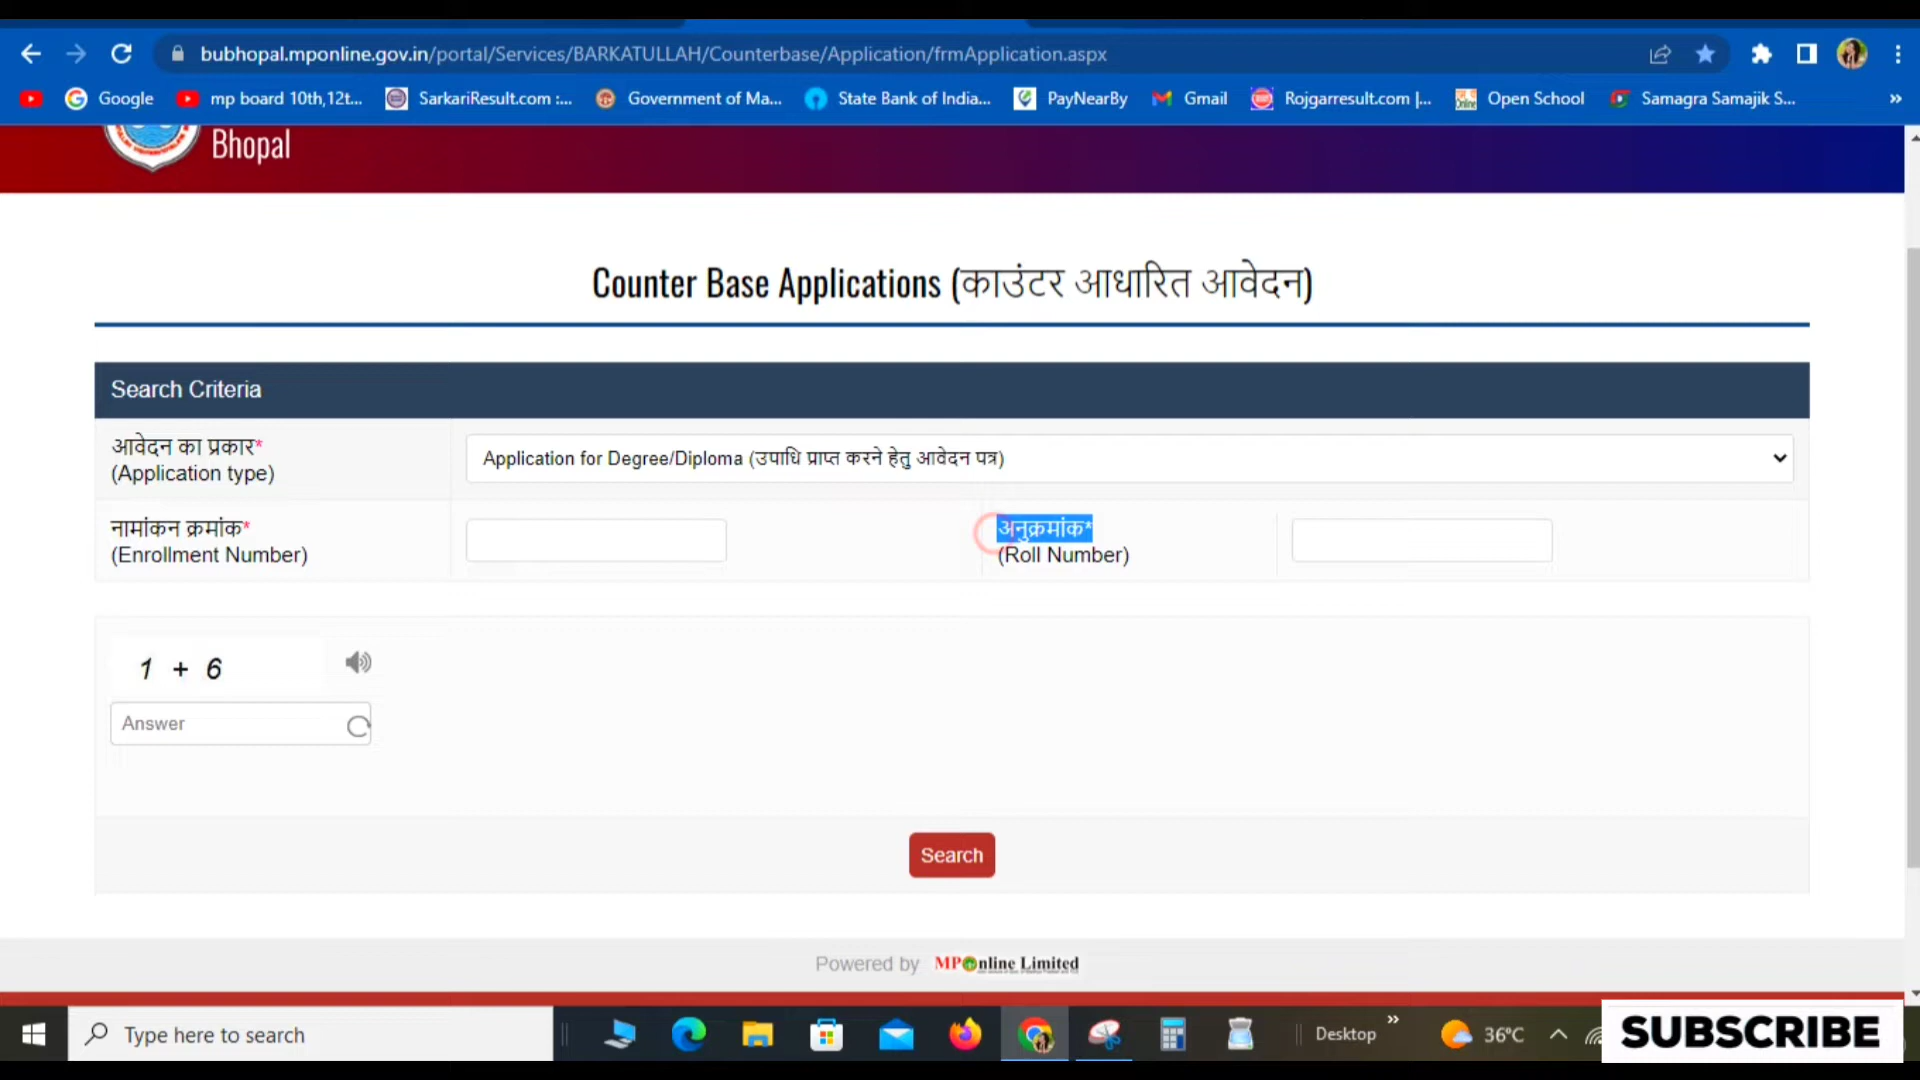 bubhopal.mponline.gov.in/portal/Services/BARKATULLAH/Counterbase/Application/frmApplication.aspx
Google mp board 10th,12t... SarkariResult.com :... Government of Ma... State Bank of India... PayNearBy Gmail Rojgarresult.com |... Open School Samagra Samajik S... »
Bhopal
Counter Base Applications (काउंटर आधारित आवेदन)
Search Criteria
आवेदन का प्रकार*
(Application type)
Application for Degree/Diploma (उपाधि प्राप्त करने हेतु आवेदन पत्र)
नामांकन क्रमांक*
(Enrollment Number)
अनुक्रमांक*
(Roll Number)
1 + 6
Answer
Search
Powered by MPOnline Limited
Type here to search
Desktop »
36°C
SUBSCRIBE